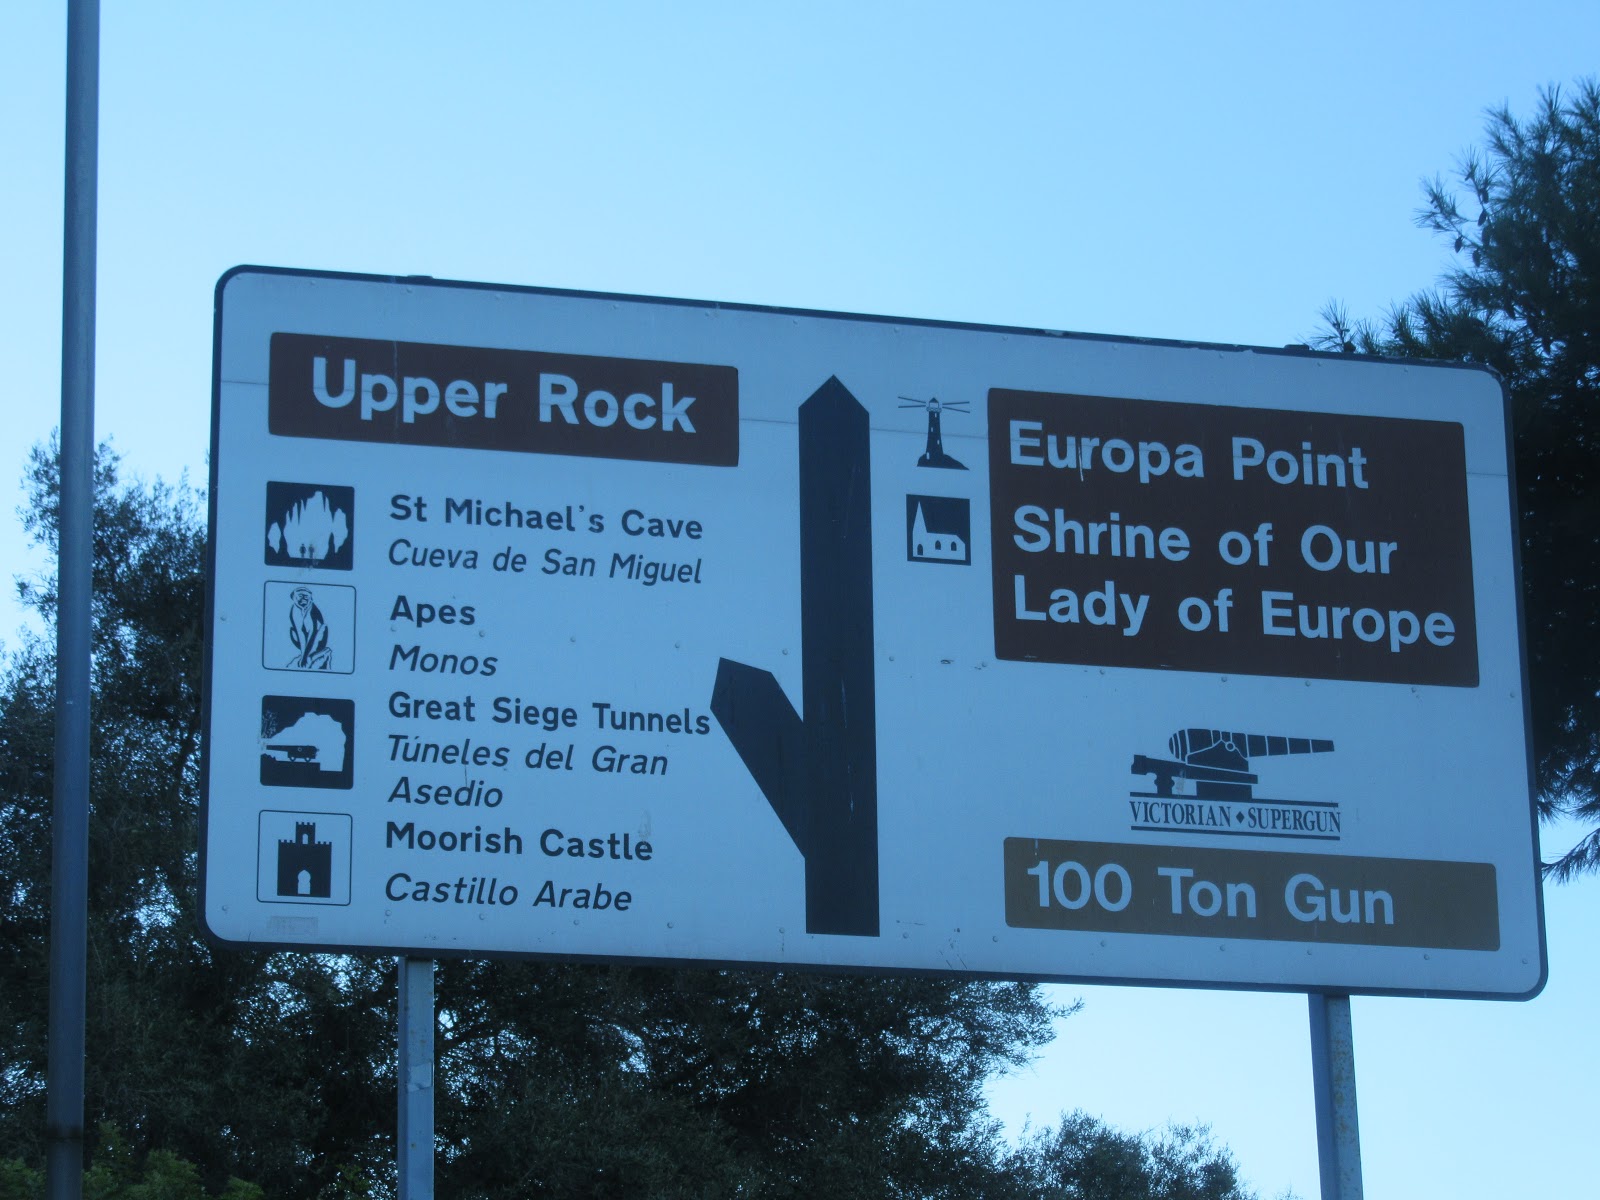 Upper Rock
St Michael's Cave
Cueva de San Miguel
Apes
Monos
Great Siege Tunnels
Túneles del Gran
Asedio
Moorish Castle
Castillo Arabe
Europa Point
Shrine of Our
Lady of Europe
VICTORIAN ♦ SUPERGUN
100 Ton Gun